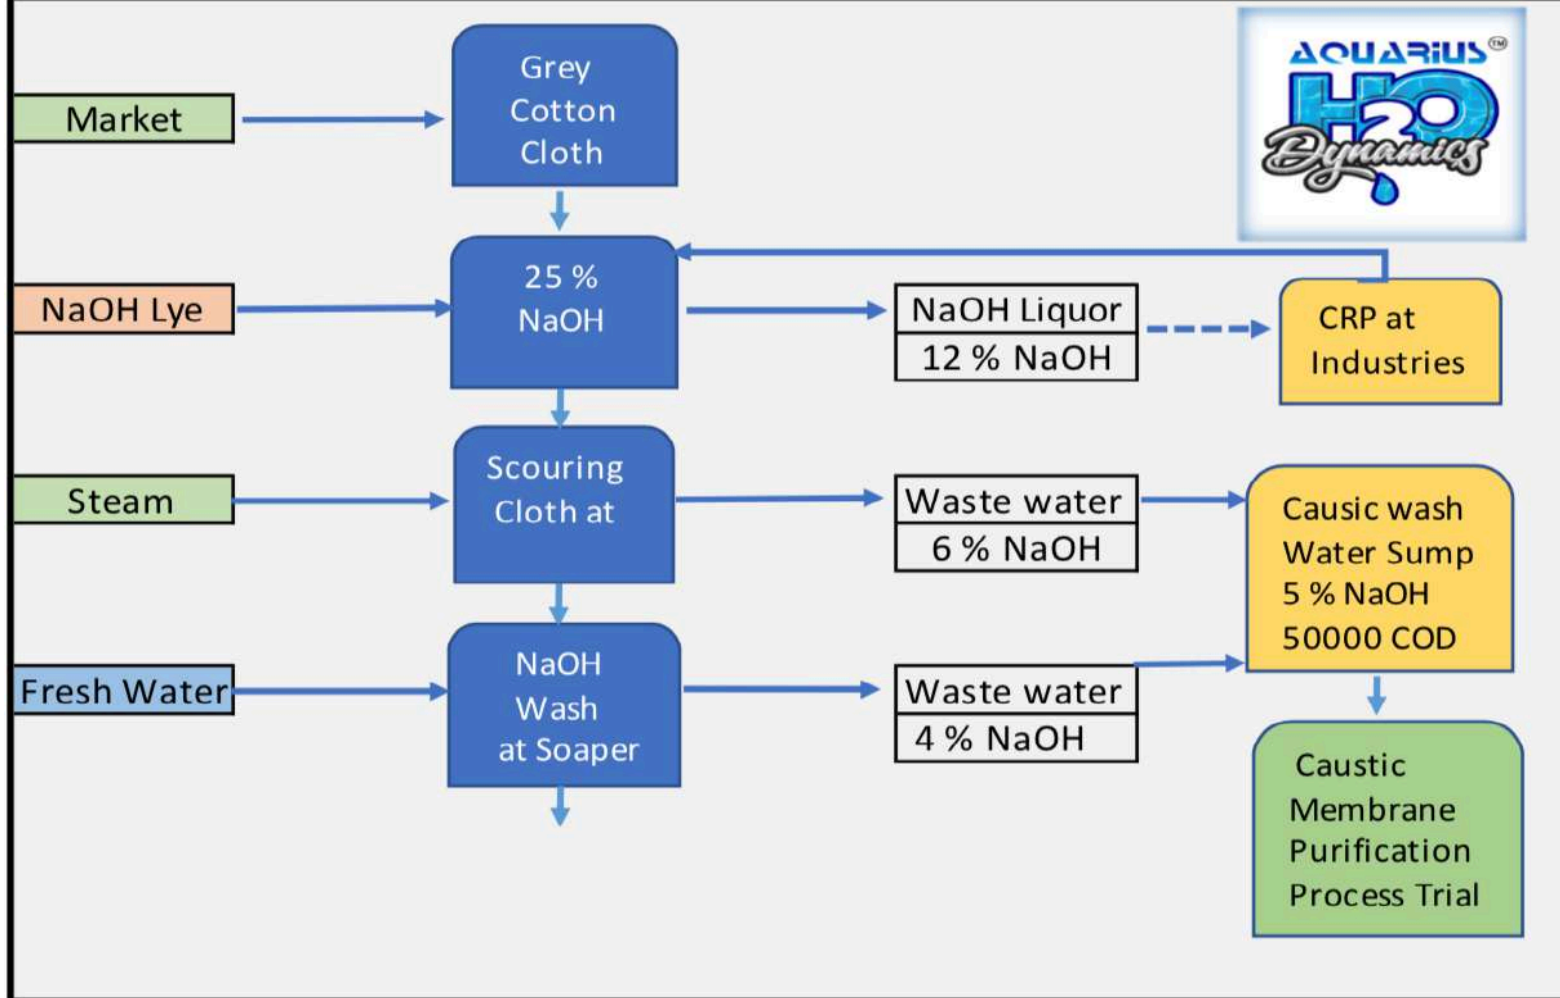 AQUARiUS™
H2O
Dynamics
Market
Grey
Cotton
Cloth
NaOH Lye
25 %
NaOH
NaOH Liquor
12 % NaOH
CRP at
Industries
Steam
Scouring
Cloth at
Waste water
6 % NaOH
Causic wash
Water Sump
5 % NaOH
50000 COD
Fresh Water
NaOH
Wash
at Soaper
Waste water
4 % NaOH
Caustic
Membrane
Purification
Process Trial